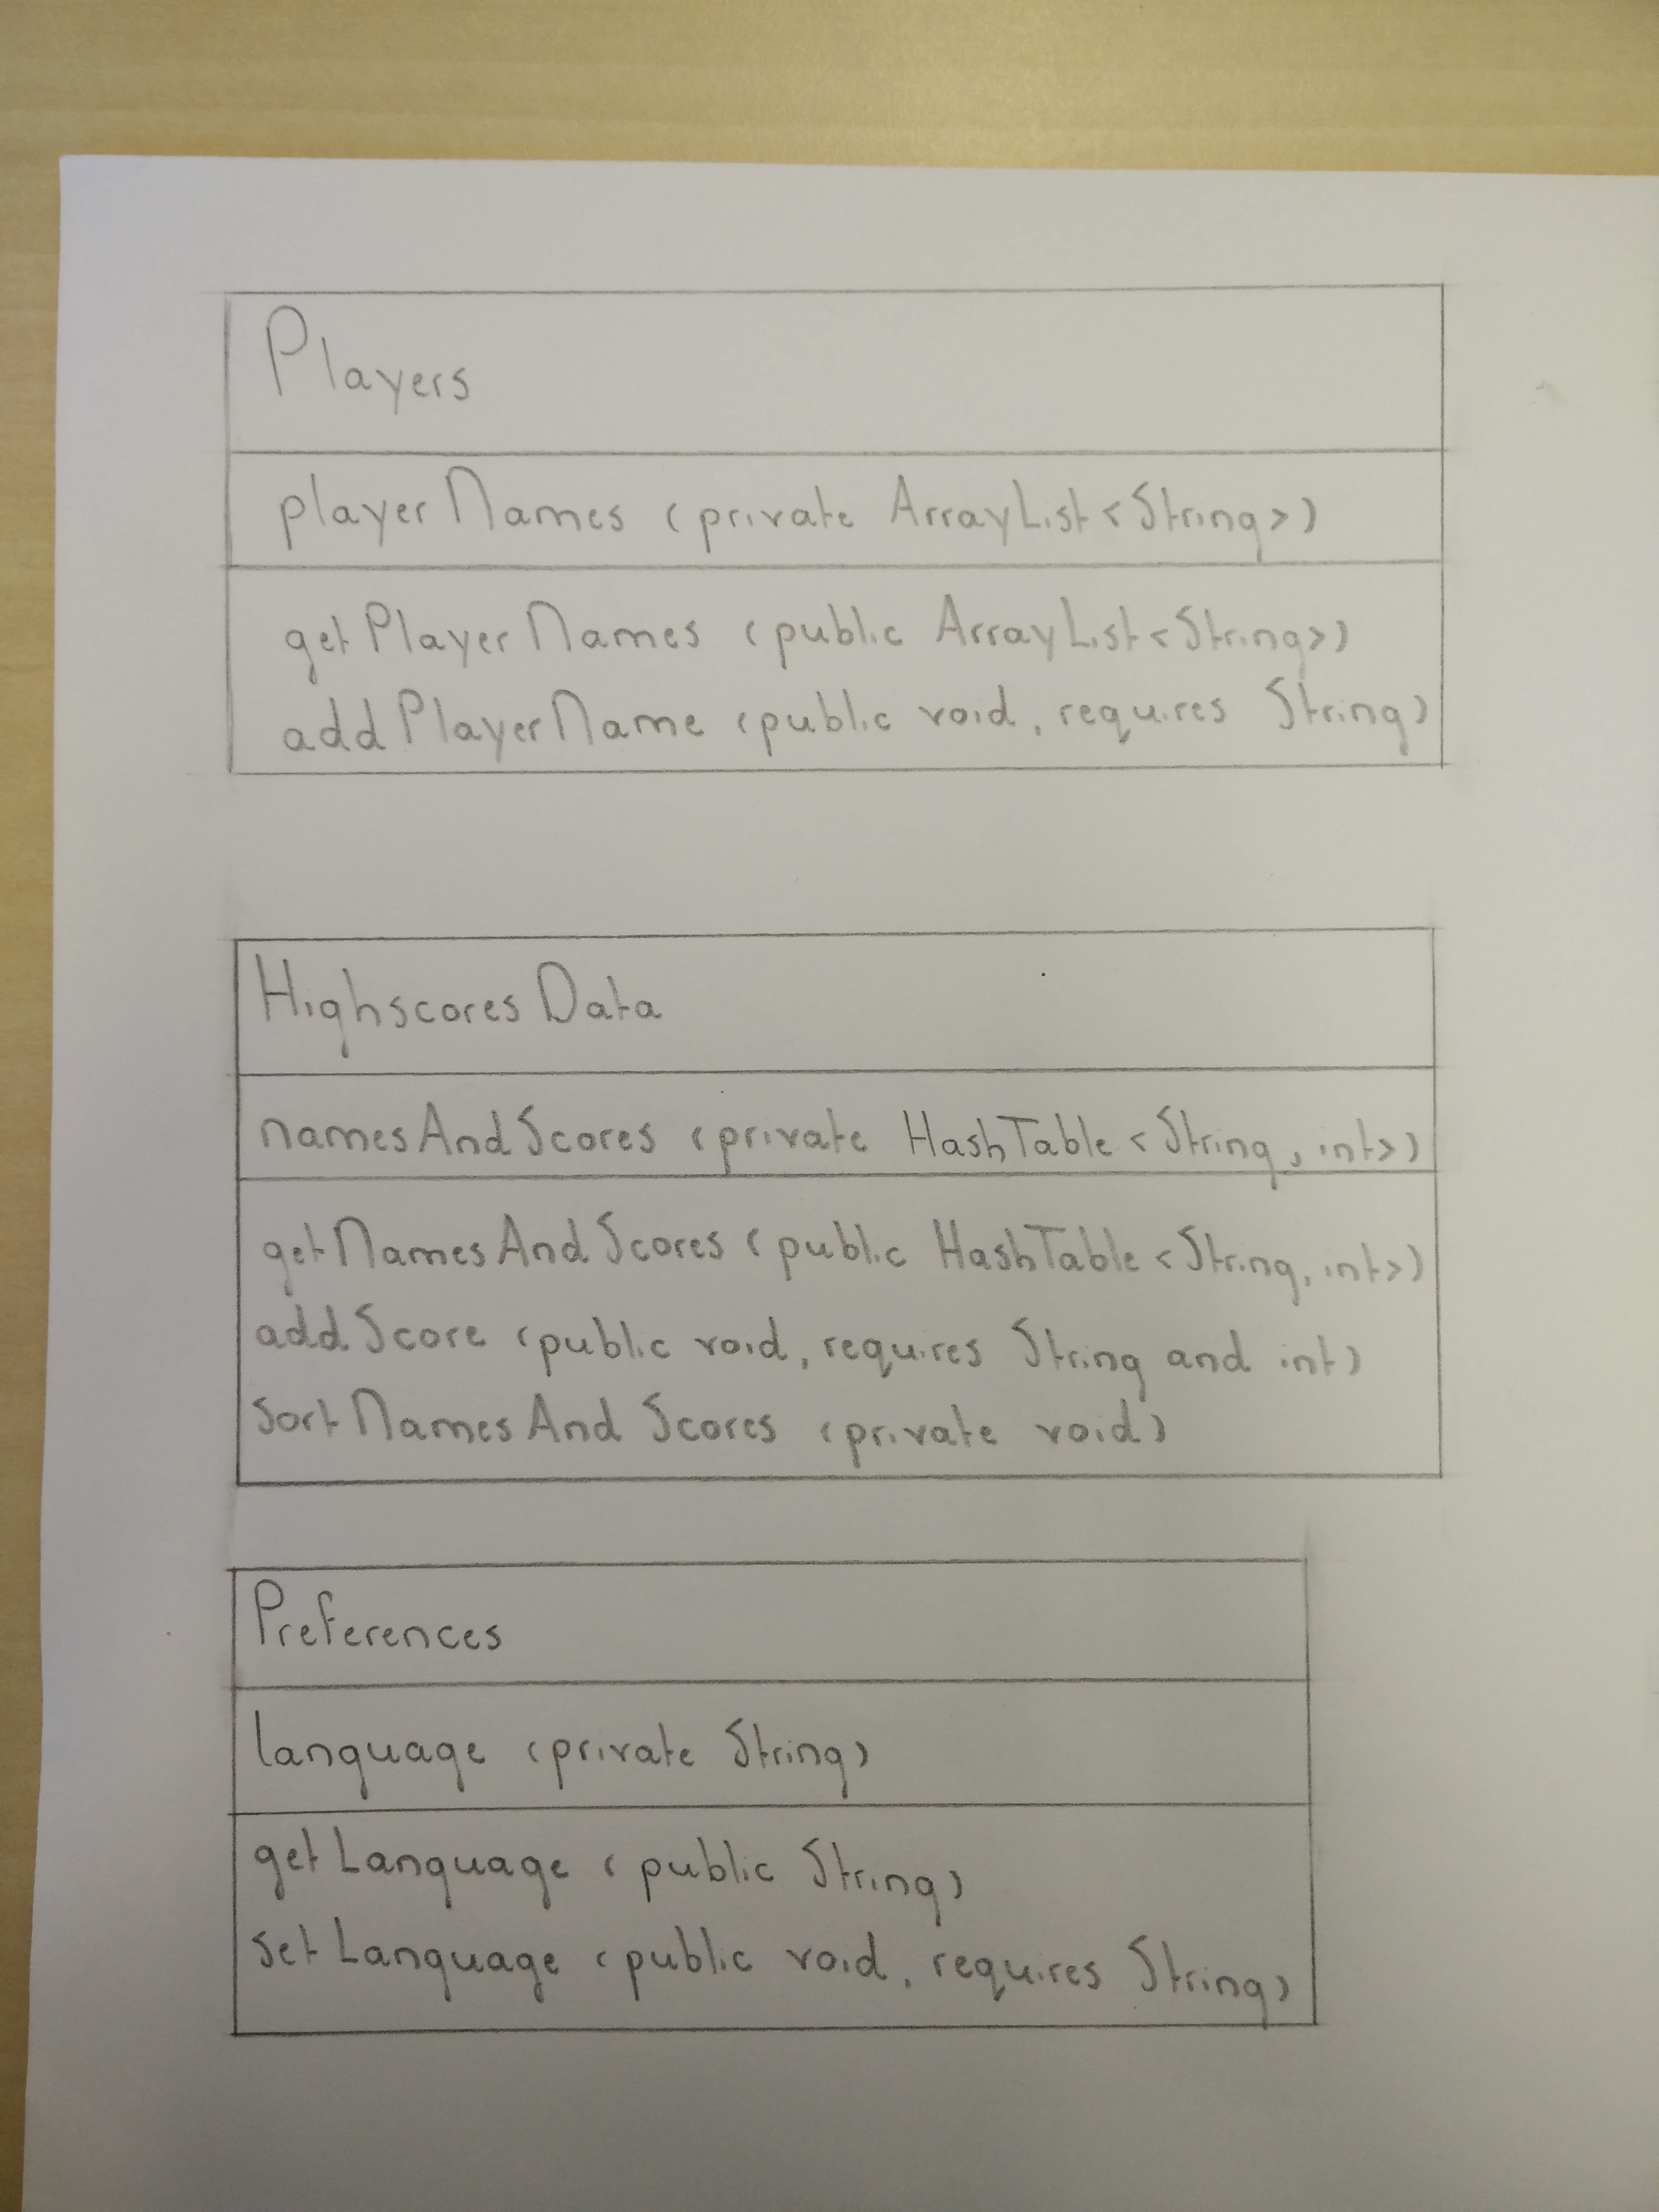 Players
playerNames (private ArrayList<String>)
getPlayerNames (public ArrayList<String>)
addPlayerName (public void, requires String)
HighscoresData
namesAndScores (private HashTable<String, int>)
getNamesAndScores (public HashTable<String, int>)
addScore (public void, requires String and int)
sortNamesAndScores (private void)
Preferences
language (private String)
getLanguage (public String)
setLanguage (public void, requires String)